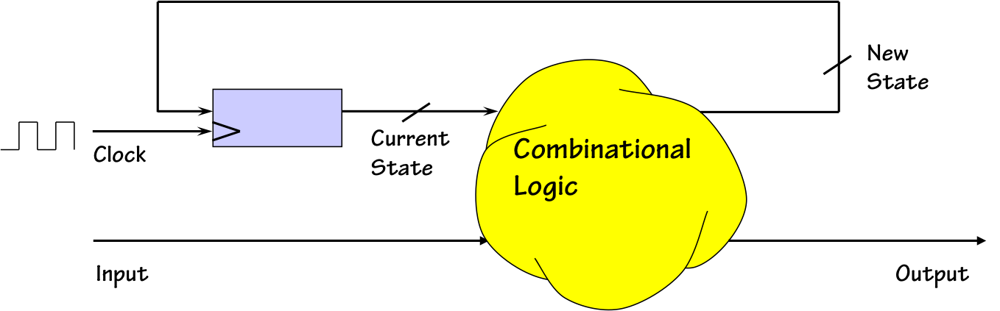 New
State
Current
State
Clock
Combinational
Logic
Input
Output